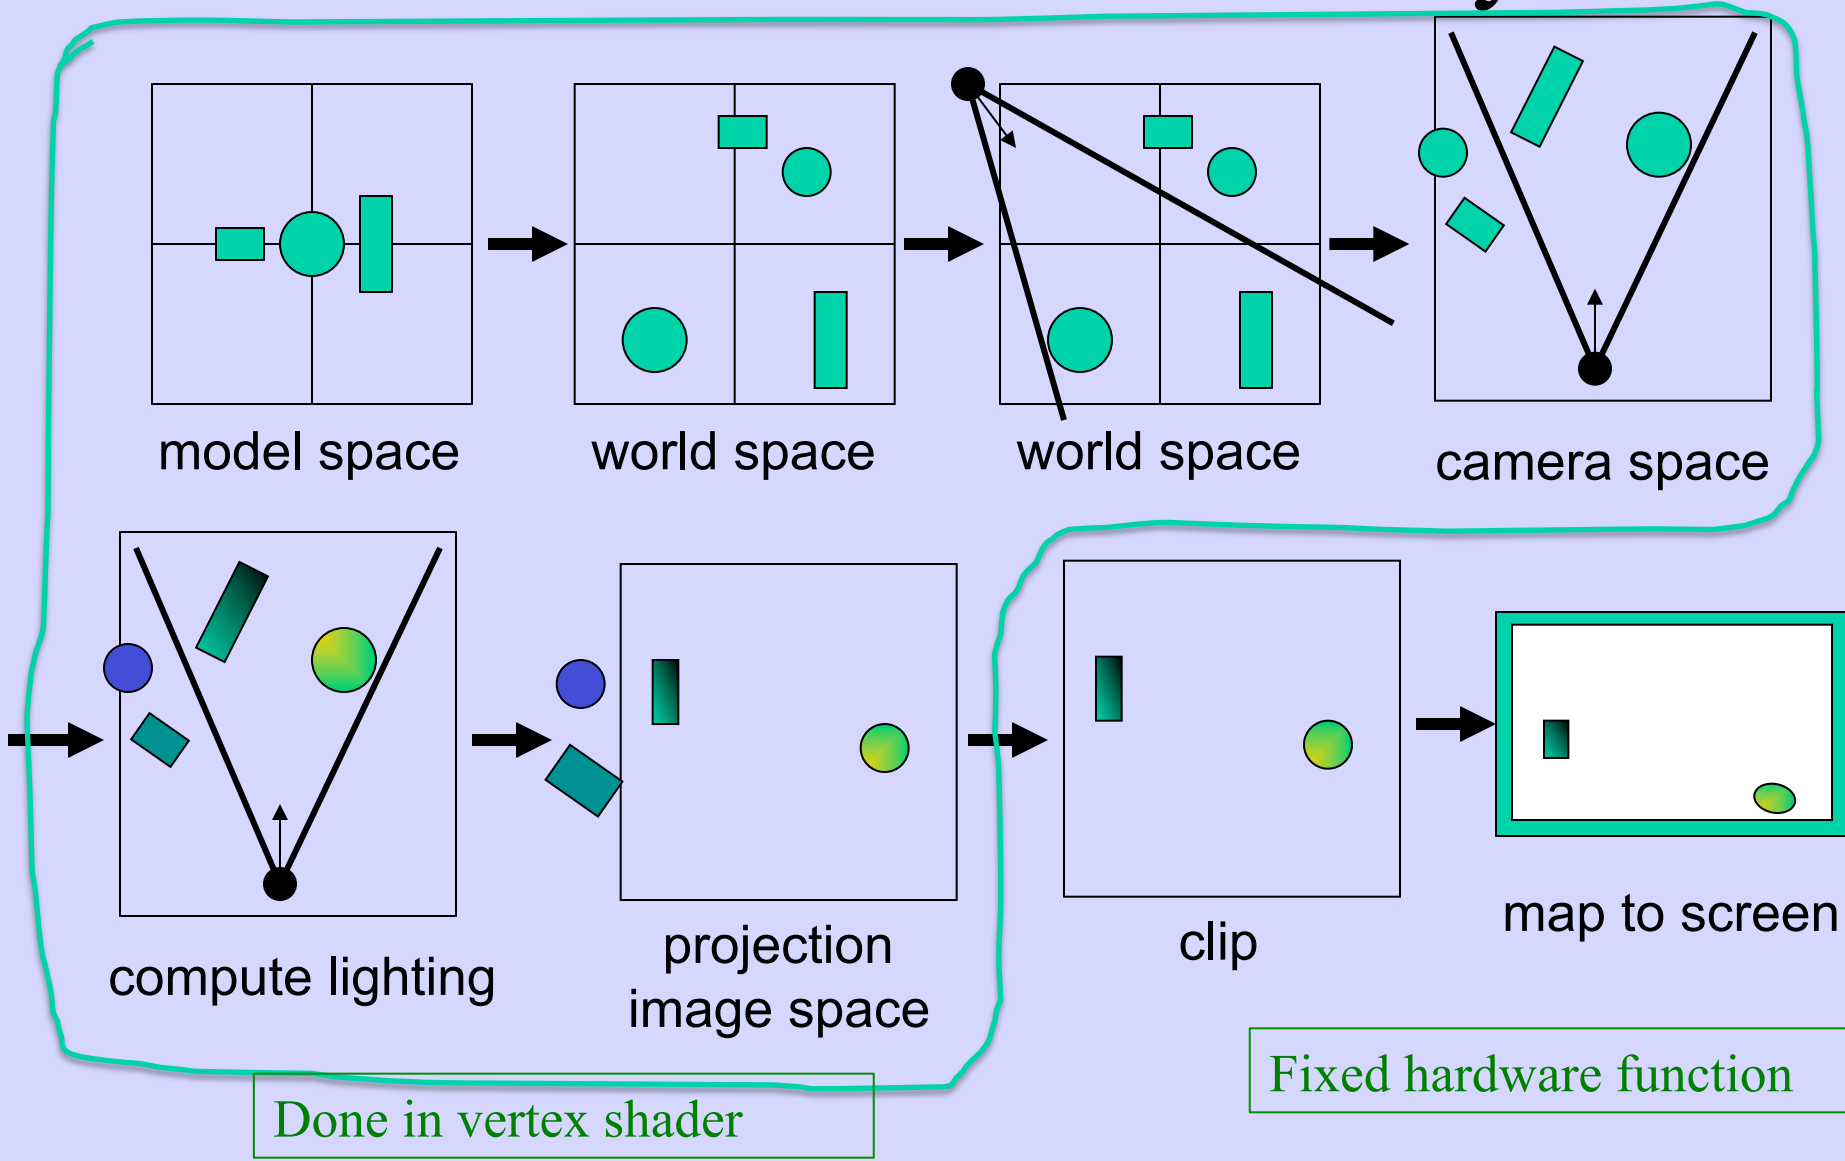 model space
world space
world space
camera space
compute lighting
projection
image space
clip
map to screen
Done in vertex shader
Fixed hardware function